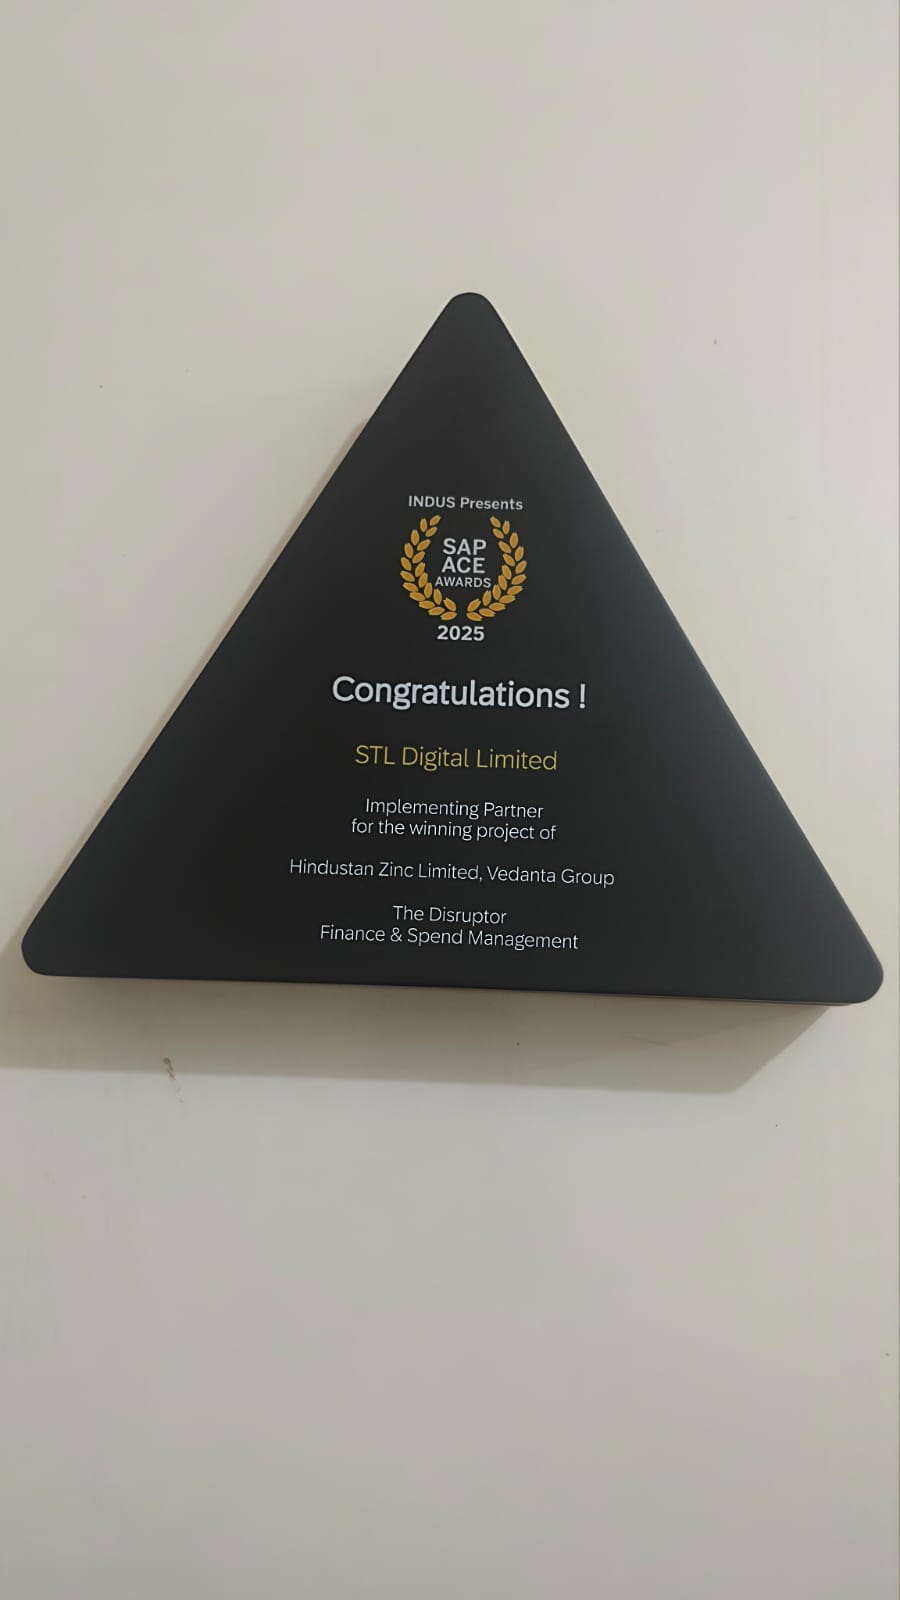 INDUS Presents
SAP
ACE
AWARDS
2025
Congratulations !
STL Digital Limited
Implementing Partner
for the winning project of
Hindustan Zinc Limited, Vedanta Group
The Disruptor
Finance & Spend Management